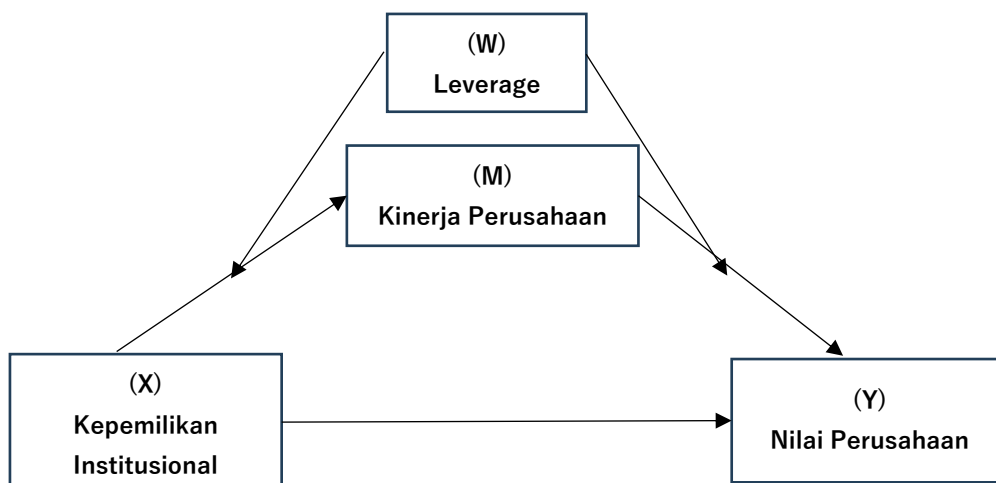 (W)
Leverage
(M)
Kinerja Perusahaan
(X)
Kepemilikan
Institusional
(Y)
Nilai Perusahaan